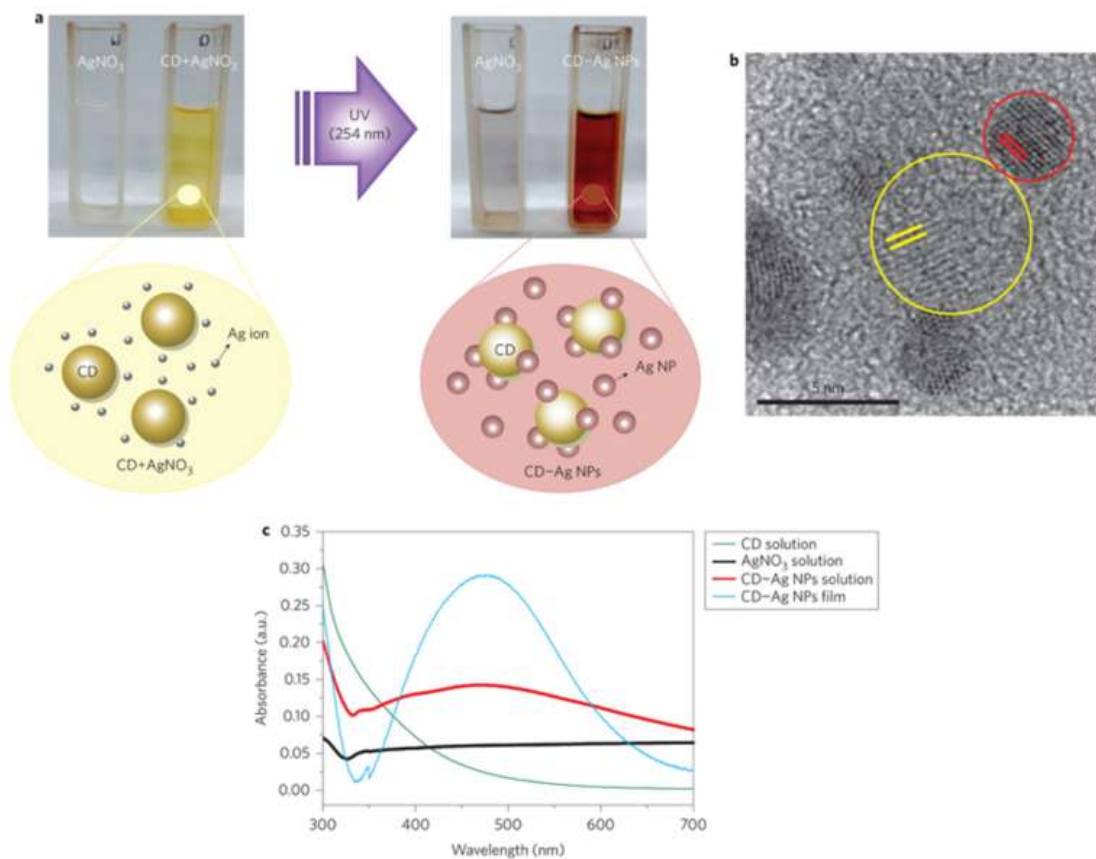 a
AgNO₃
CD+AgNO₃
UV
(254 nm)
AgNO₃
CD–Ag NPs
CD
Ag ion
CD+AgNO₃
CD
Ag NP
CD–Ag NPs
b
5 nm
c
0.35
0.30
0.25
0.20
0.15
0.10
0.05
0.00
Absorbance (a.u.)
300
400
500
600
700
Wavelength (nm)
CD solution
AgNO₃ solution
CD–Ag NPs solution
CD–Ag NPs film